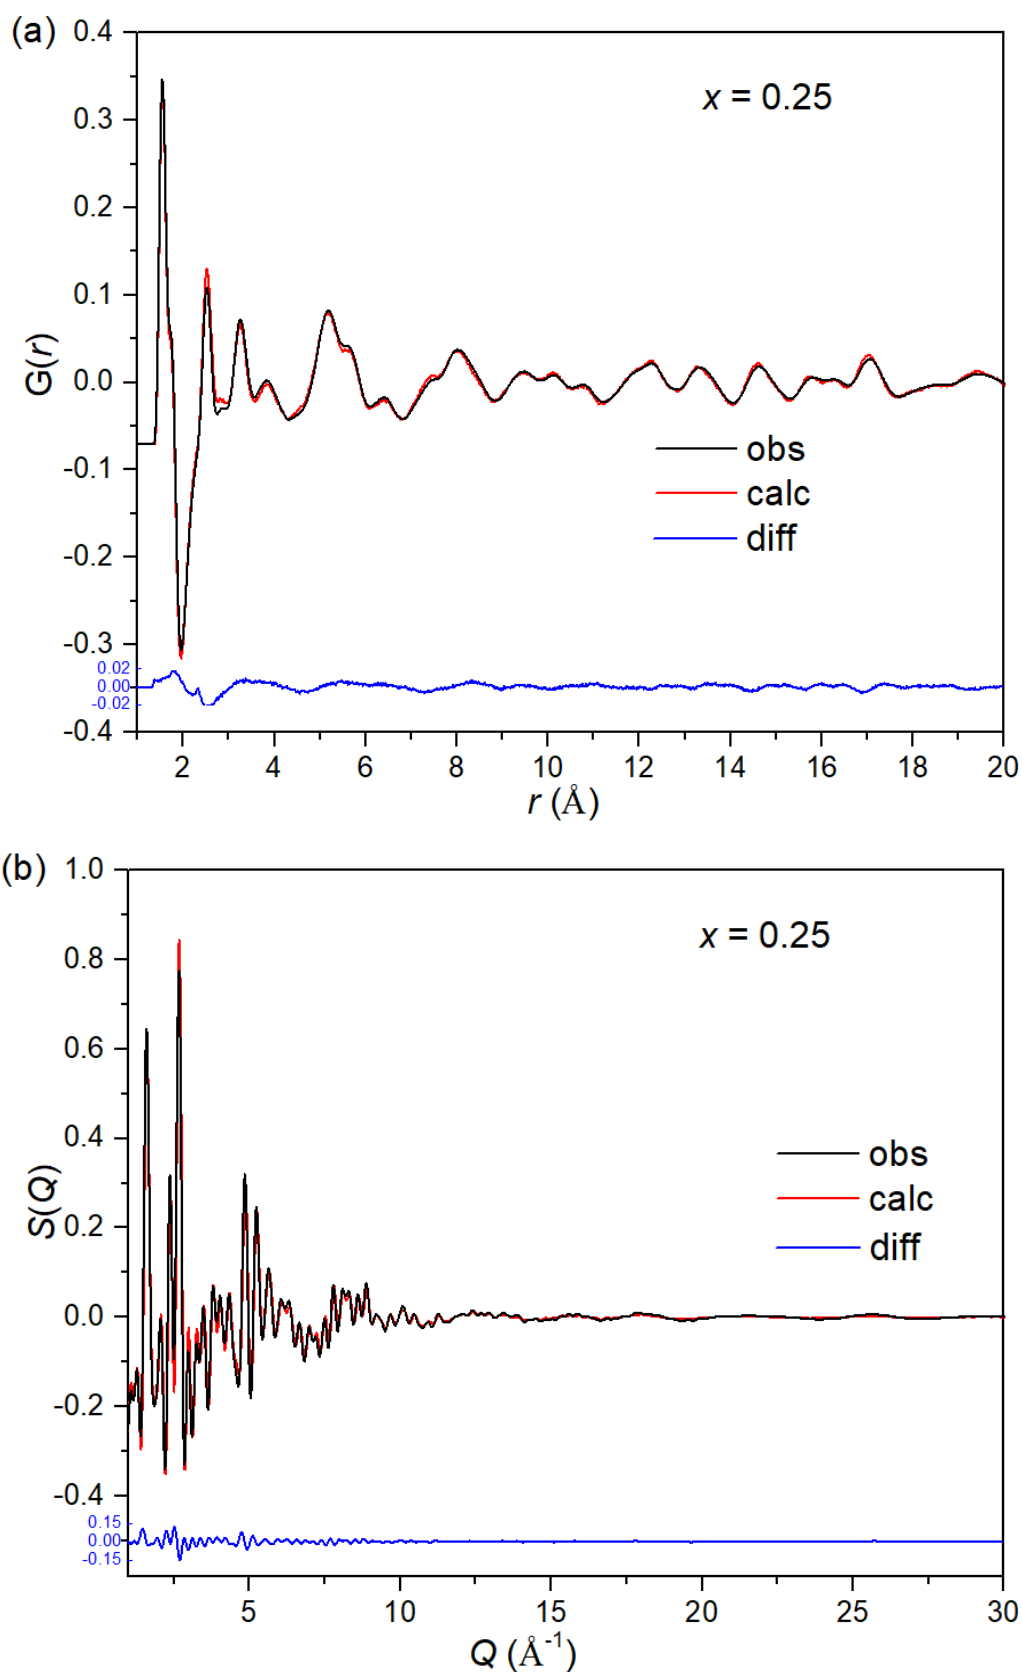 (a)
G(r)
0.4
0.3
0.2
0.1
0.0
-0.1
-0.2
-0.3
-0.4
x = 0.25
obs
calc
diff
0.02
0.00
-0.02
2 4 6 8 10 12 14 16 18 20
r (Å)
(b)
S(Q)
1.0
0.8
0.6
0.4
0.2
0.0
-0.2
-0.4
x = 0.25
obs
calc
diff
0.15
0.00
-0.15
5 10 15 20 25 30
Q (Å⁻¹)